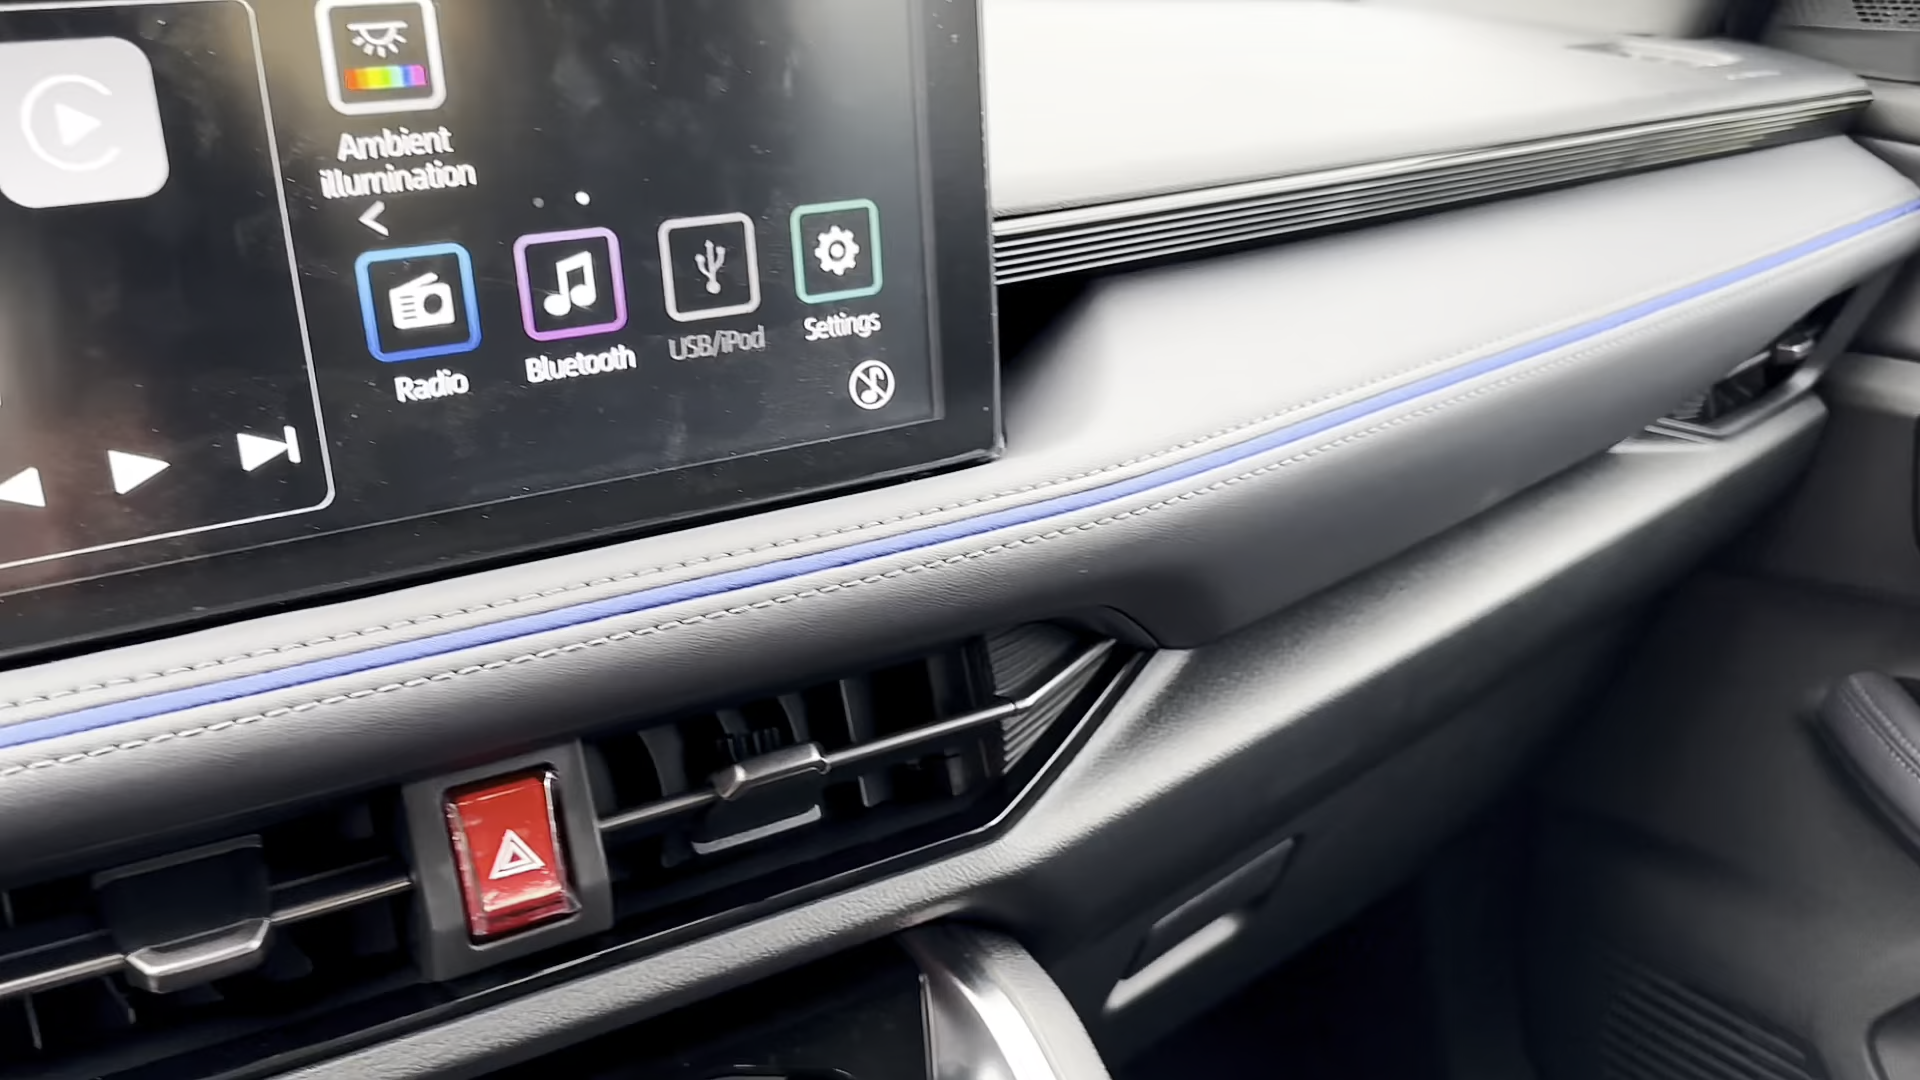 Ambient
illumination
Radio
Bluetooth
USB/iPod
Settings